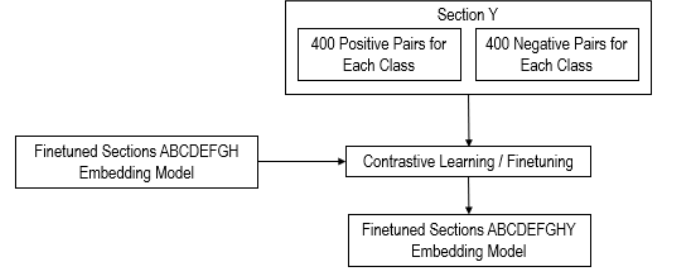 Section Y
400 Positive Pairs for
Each Class
400 Negative Pairs for
Each Class
Finetuned Sections ABCDEFGH
Embedding Model
Contrastive Learning / Finetuning
Finetuned Sections ABCDEFGHY
Embedding Model